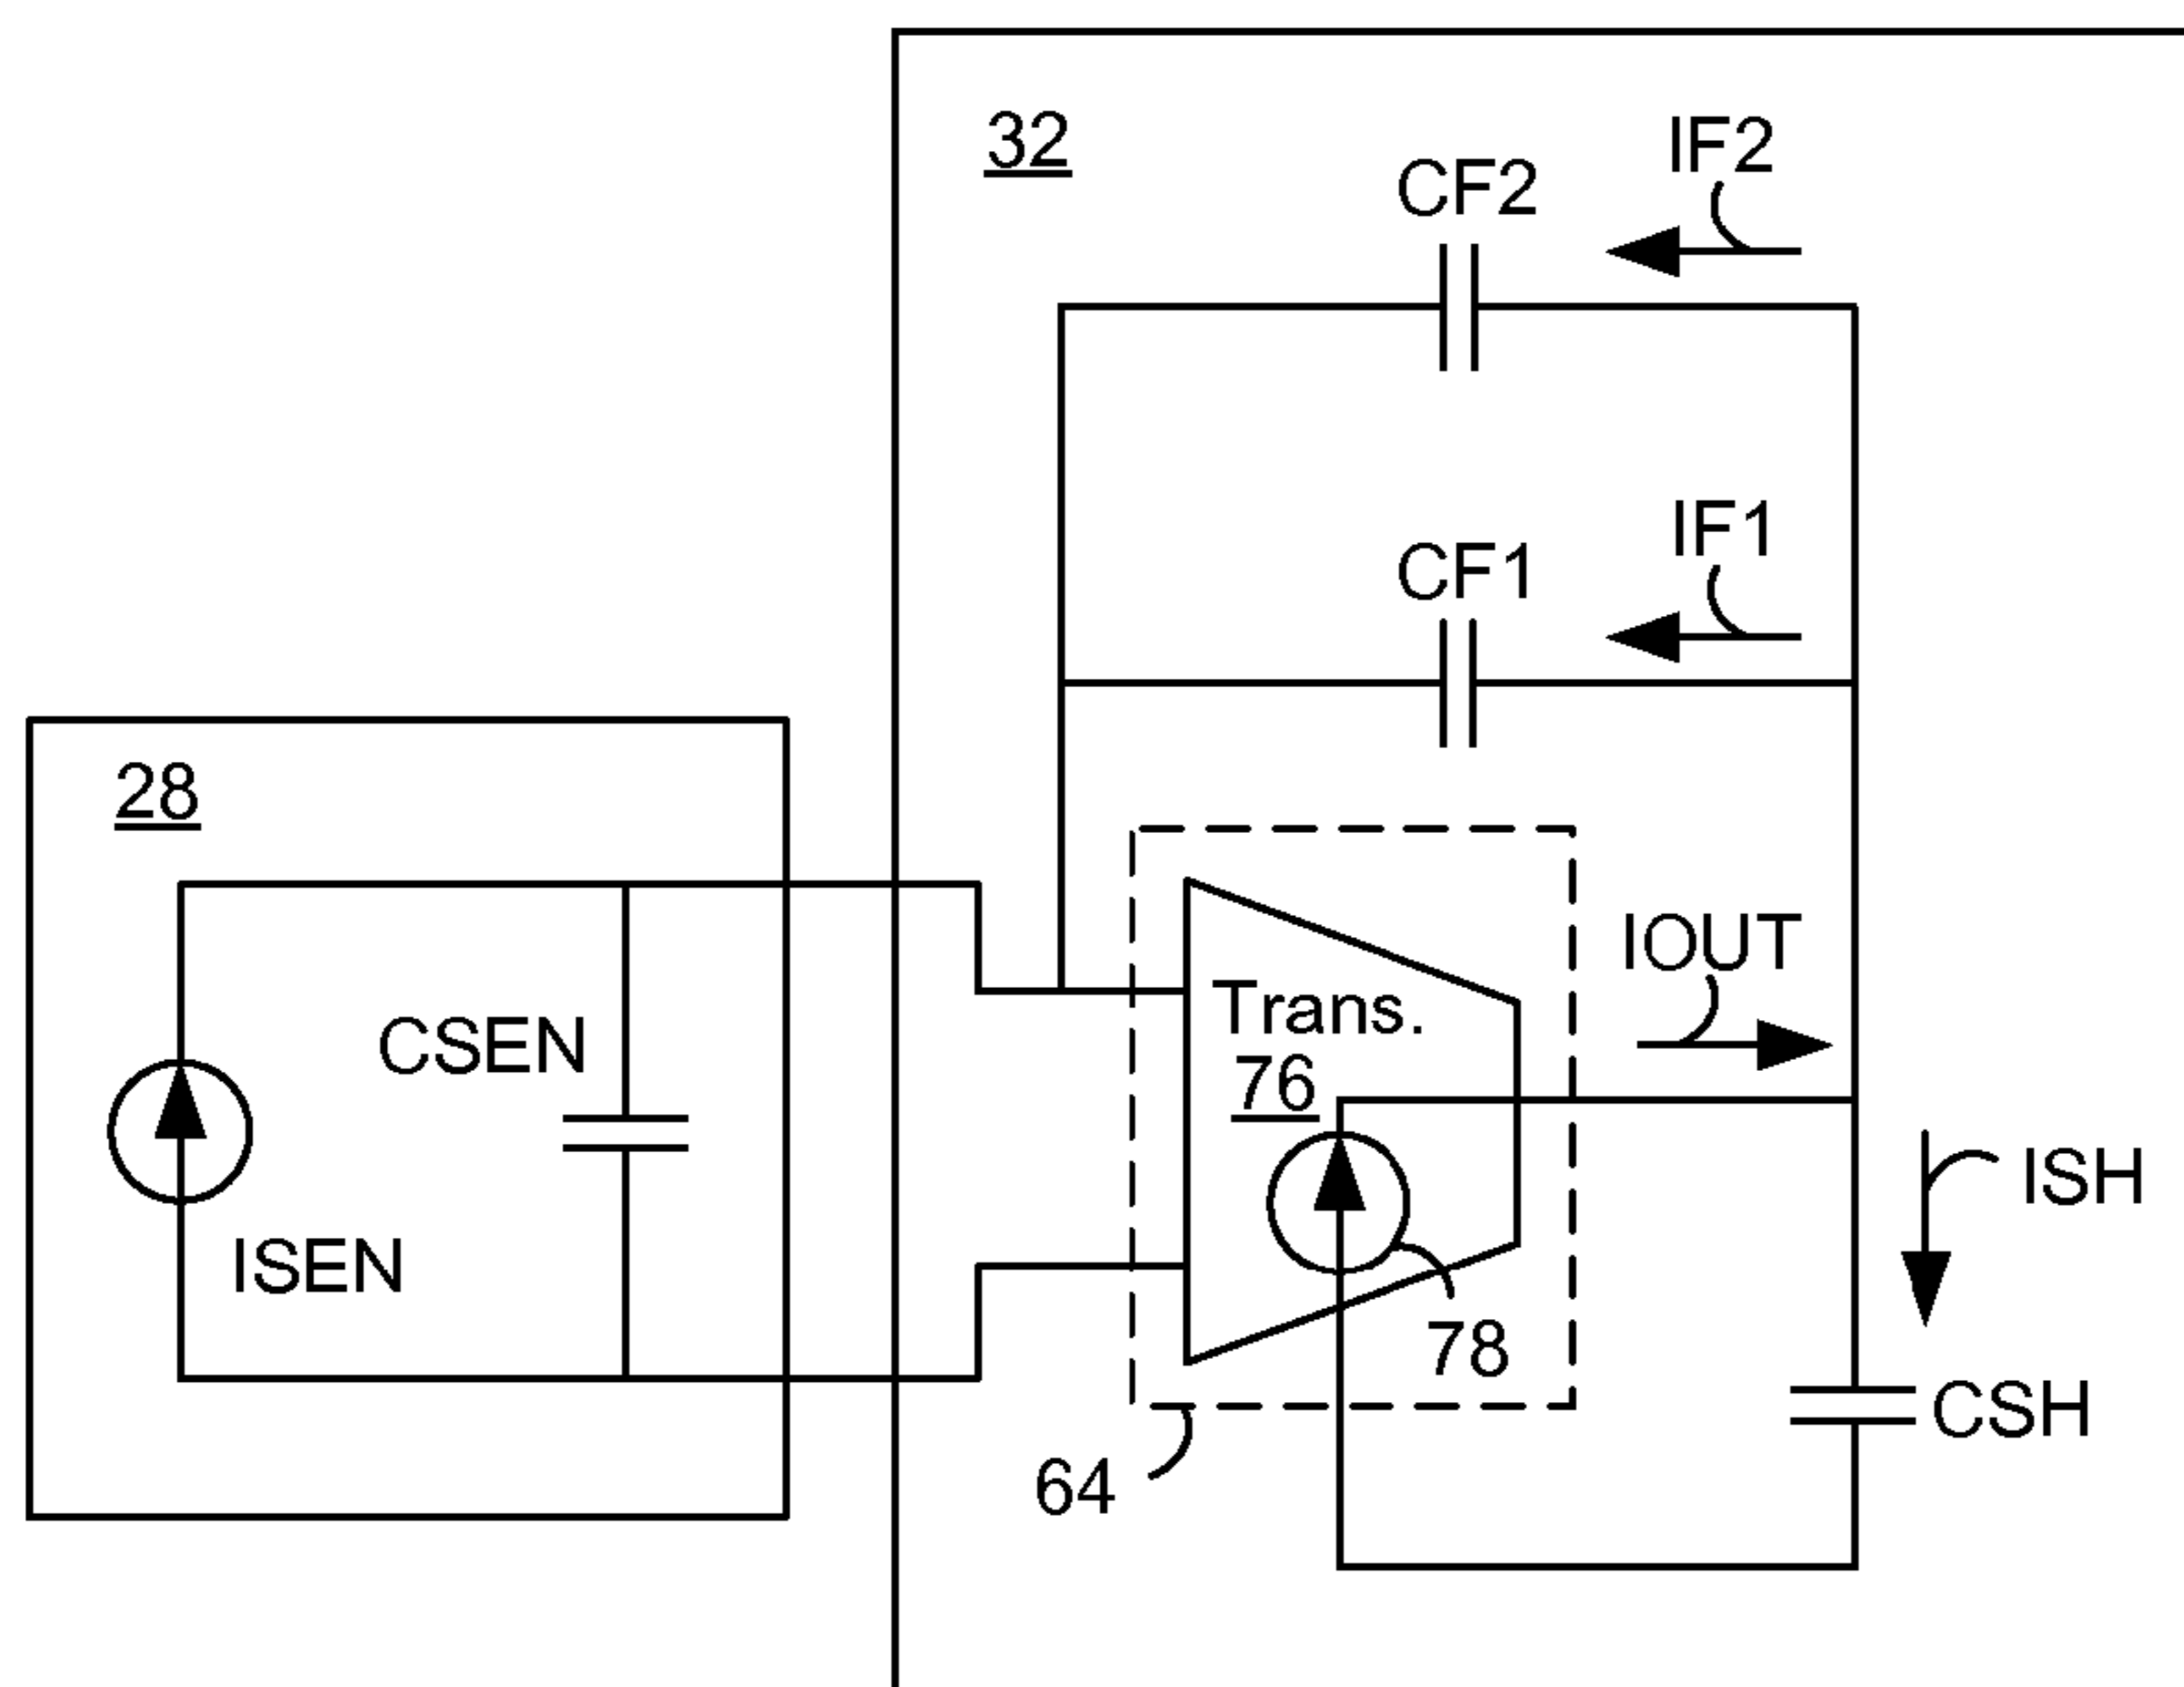 32
IF2
CF2
IF1
CF1
28
IOUT
Trans.
76
CSEN
ISH
ISEN
78
CSH
64